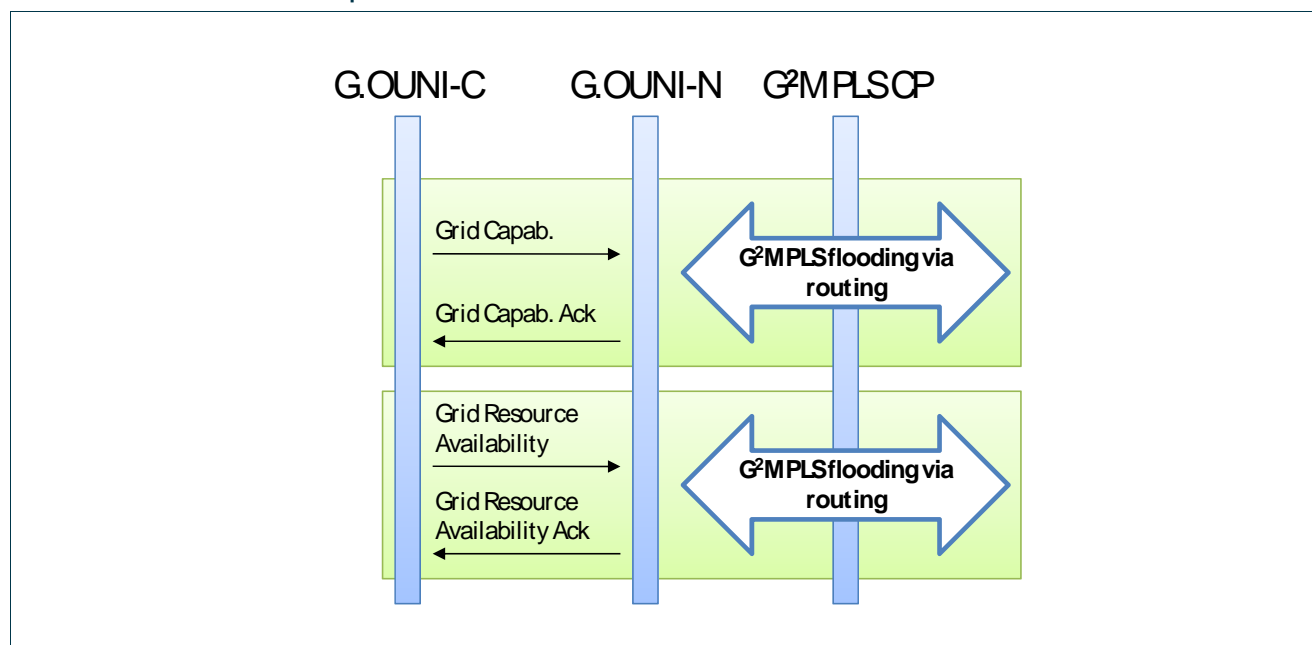 G.OUNI-C G.OUNI-N G²MPLS CP
Grid Capab.
G²MPLS flooding via
routing
Grid Capab. Ack
Grid Resource
Availability
G²MPLS flooding via
routing
Grid Resource
Availability Ack